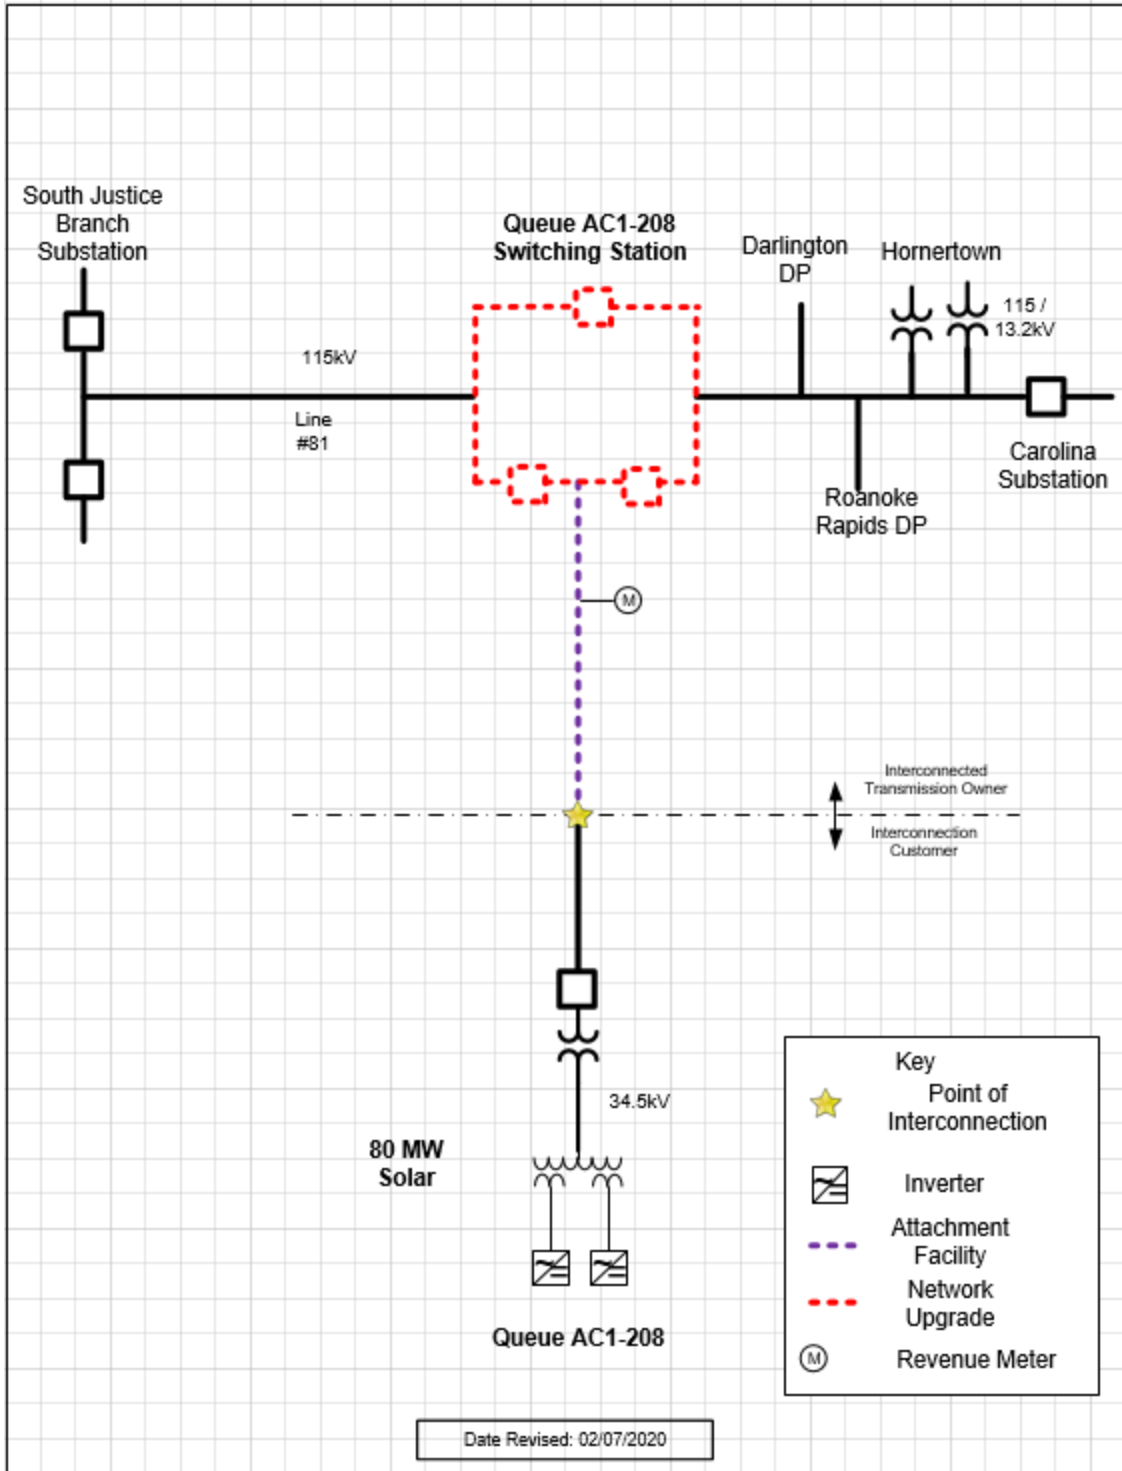 South Justice
Branch
Substation
Queue AC1-208
Switching Station
Darlington
DP
Hornertown
115 /
13.2kV
115kV
Line
#81
Carolina
Substation
Roanoke
Rapids DP
M
Interconnected
Transmission Owner
Interconnection
Customer
34.5kV
80 MW
Solar
Queue AC1-208
Key
Point of
Interconnection
Inverter
Attachment
Facility
Network
Upgrade
M
Revenue Meter
Date Revised: 02/07/2020